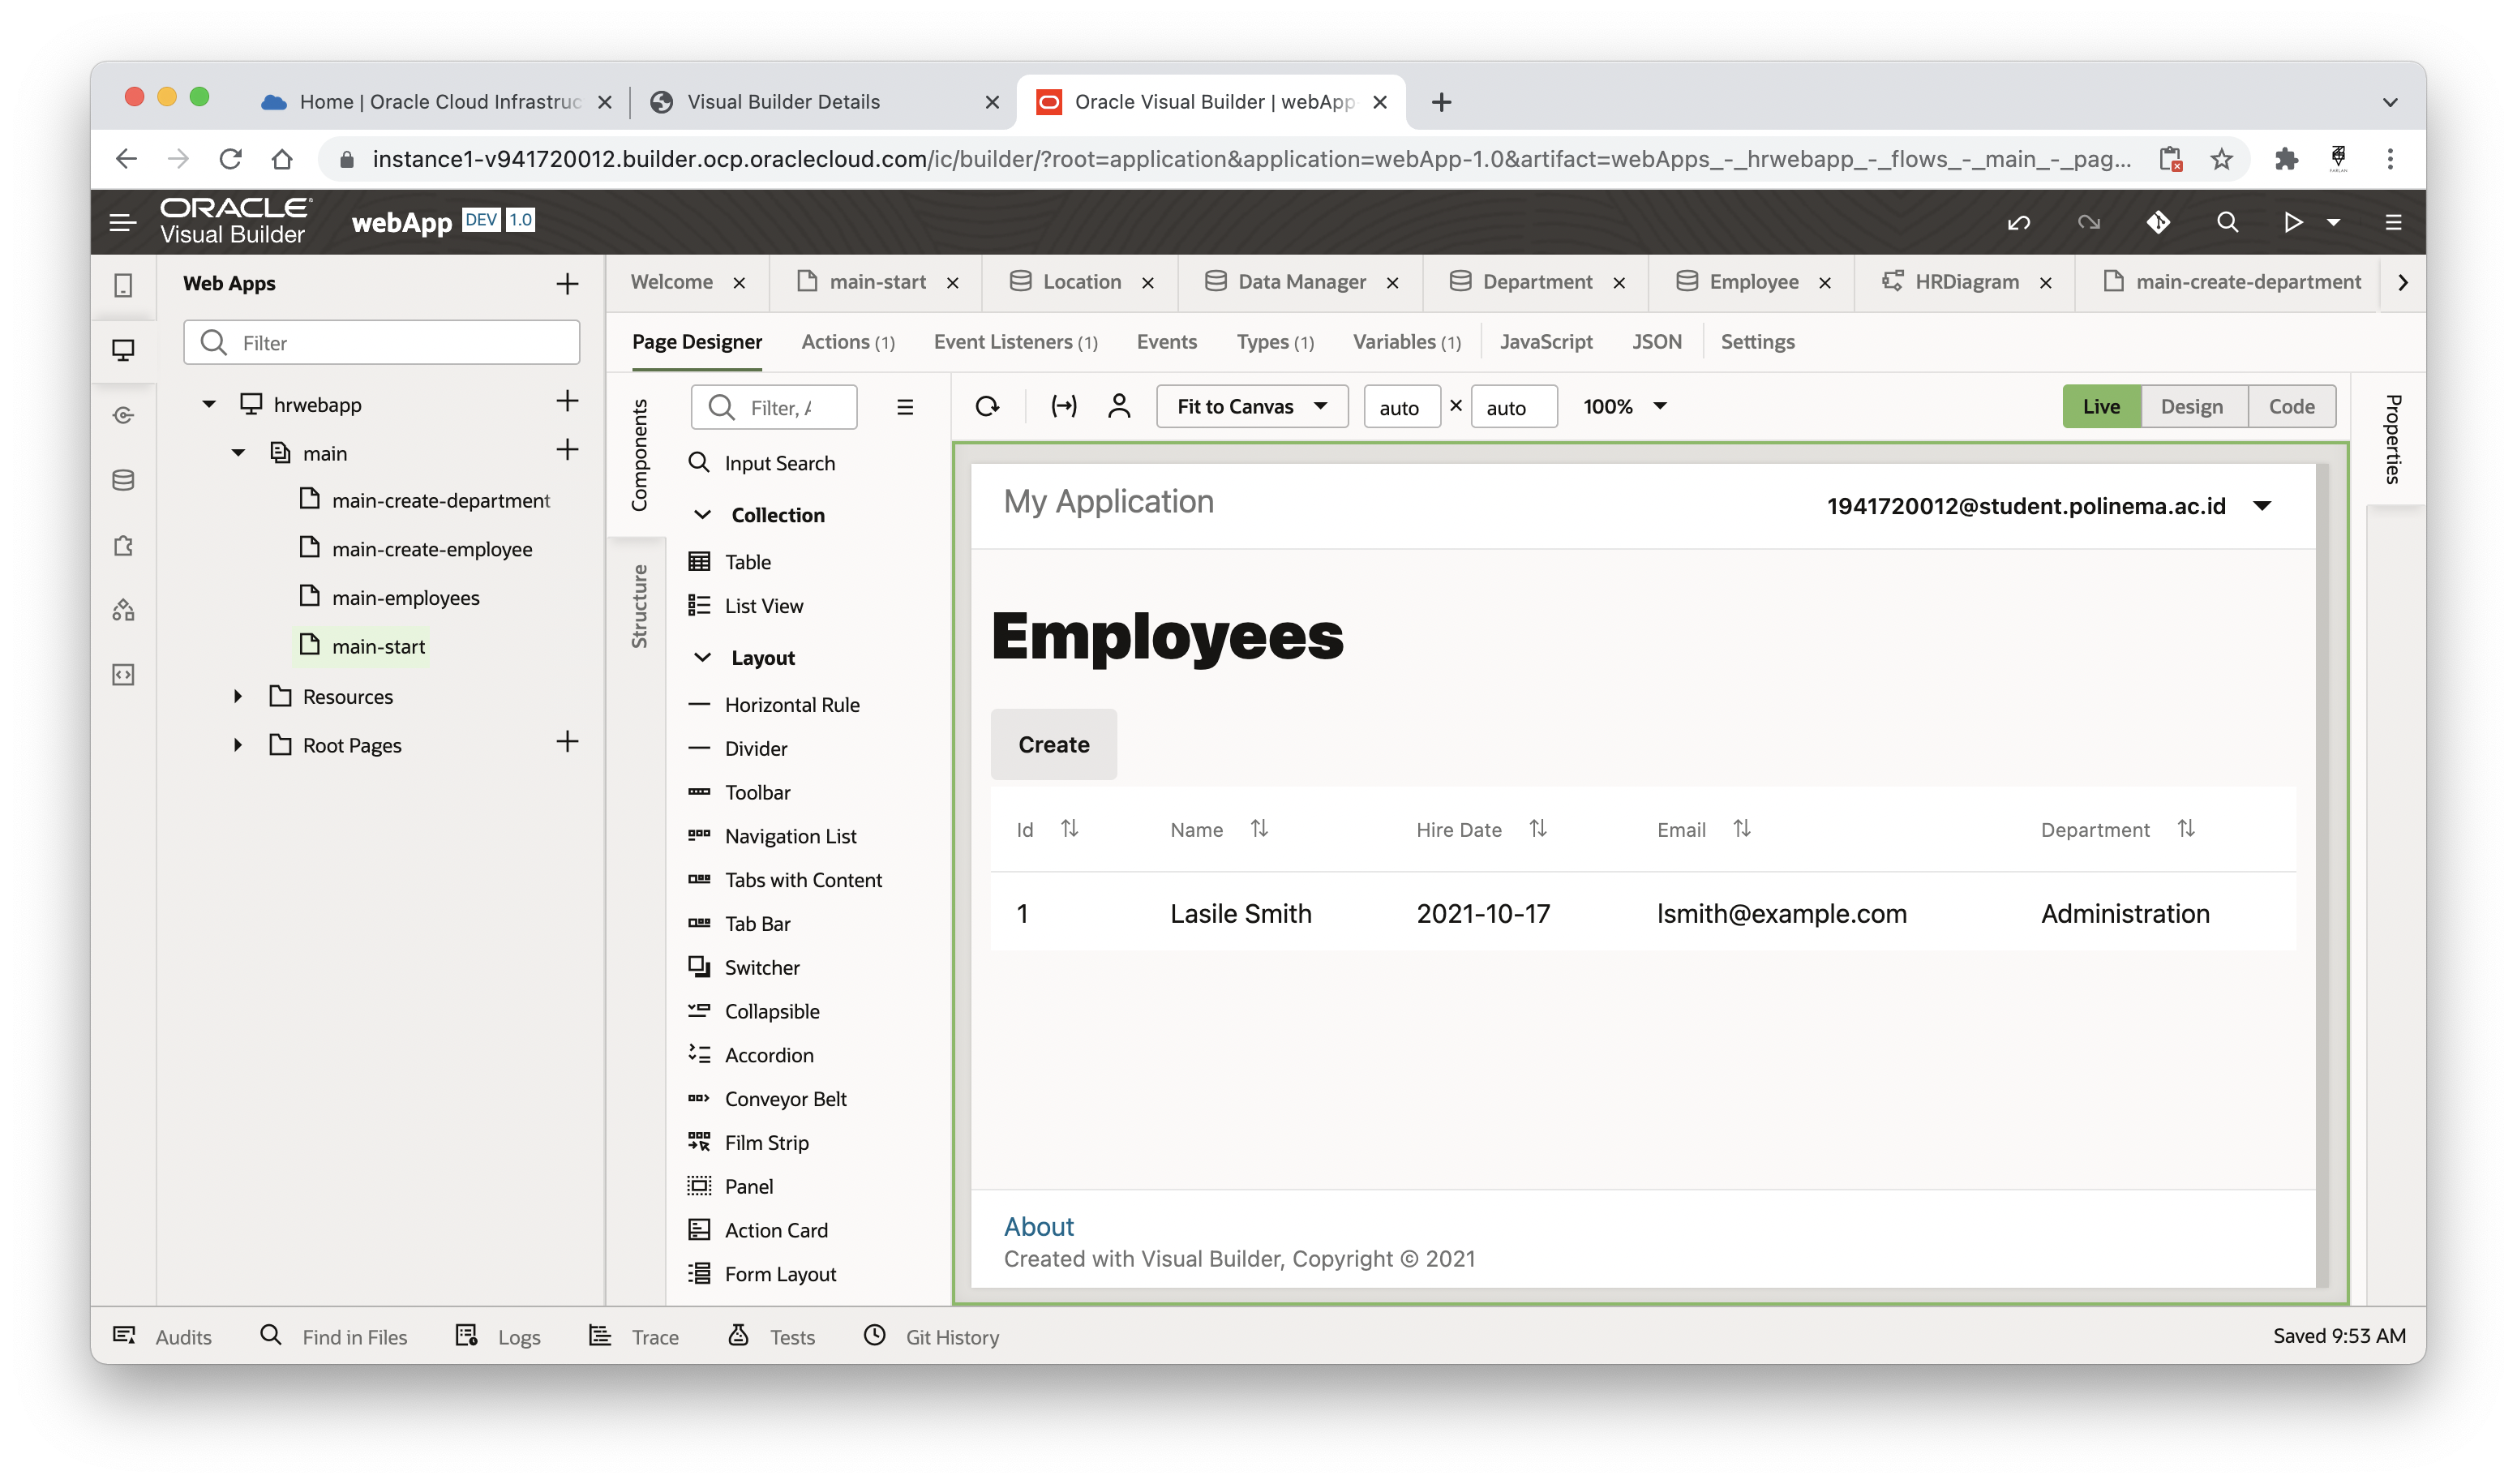 Home | Oracle Cloud Infrastruc
Visual Builder Details
Oracle Visual Builder | webApp
instance1-v941720012.builder.ocp.oraclecloud.com/ic/builder/?root=application&application=webApp-1.0&artifact=webApps_-_hrwebapp_-_flows_-_main_-_pag...
ORACLE
Visual Builder
webApp DEV 1.0
Web Apps
Filter
hrwebapp
main
main-create-department
main-create-employee
main-employees
main-start
Resources
Root Pages
Welcome
main-start
Location
Data Manager
Department
Employee
HRDiagram
main-create-department
Page Designer
Actions (1)
Event Listeners (1)
Events
Types (1)
Variables (1)
JavaScript
JSON
Settings
Components
Structure
Filter, A
Input Search
Collection
Table
List View
Layout
Horizontal Rule
Divider
Toolbar
Navigation List
Tabs with Content
Tab Bar
Switcher
Collapsible
Accordion
Conveyor Belt
Film Strip
Panel
Action Card
Form Layout
Fit to Canvas
auto × auto
100%
Live
Design
Code
Properties
My Application
1941720012@student.polinema.ac.id
Employees
Create
Id Name Hire Date Email Department
1 Lasile Smith 2021-10-17 lsmith@example.com Administration
About
Created with Visual Builder, Copyright © 2021
Audits
Find in Files
Logs
Trace
Tests
Git History
Saved 9:53 AM